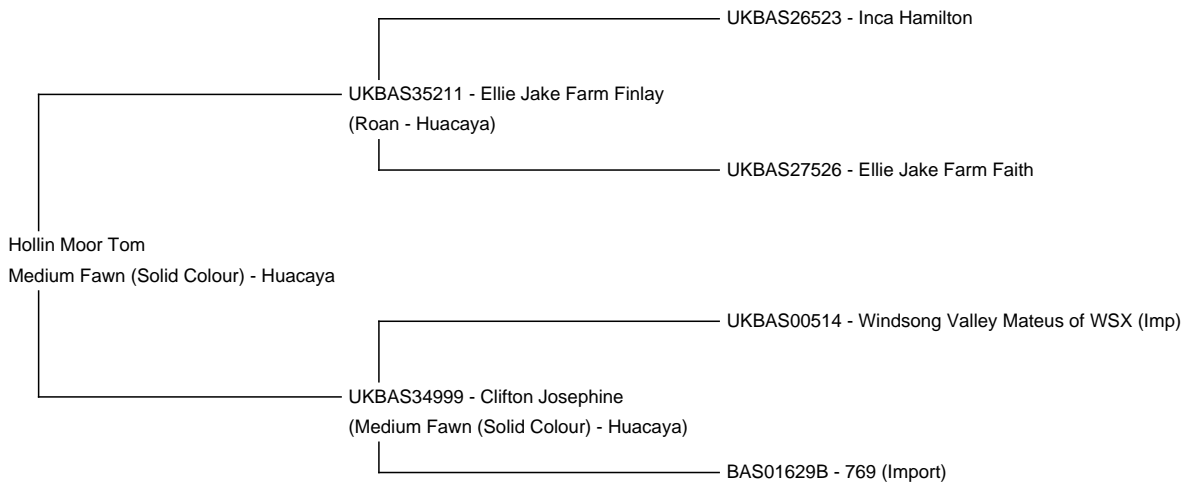 UKBAS26523 - Inca Hamilton
UKBAS35211 - Ellie Jake Farm Finlay
(Roan - Huacaya)
UKBAS27526 - Ellie Jake Farm Faith
Hollin Moor Tom
Medium Fawn (Solid Colour) - Huacaya
UKBAS00514 - Windsong Valley Mateus of WSX (Imp)
UKBAS34999 - Clifton Josephine
(Medium Fawn (Solid Colour) - Huacaya)
BAS01629B - 769 (Import)